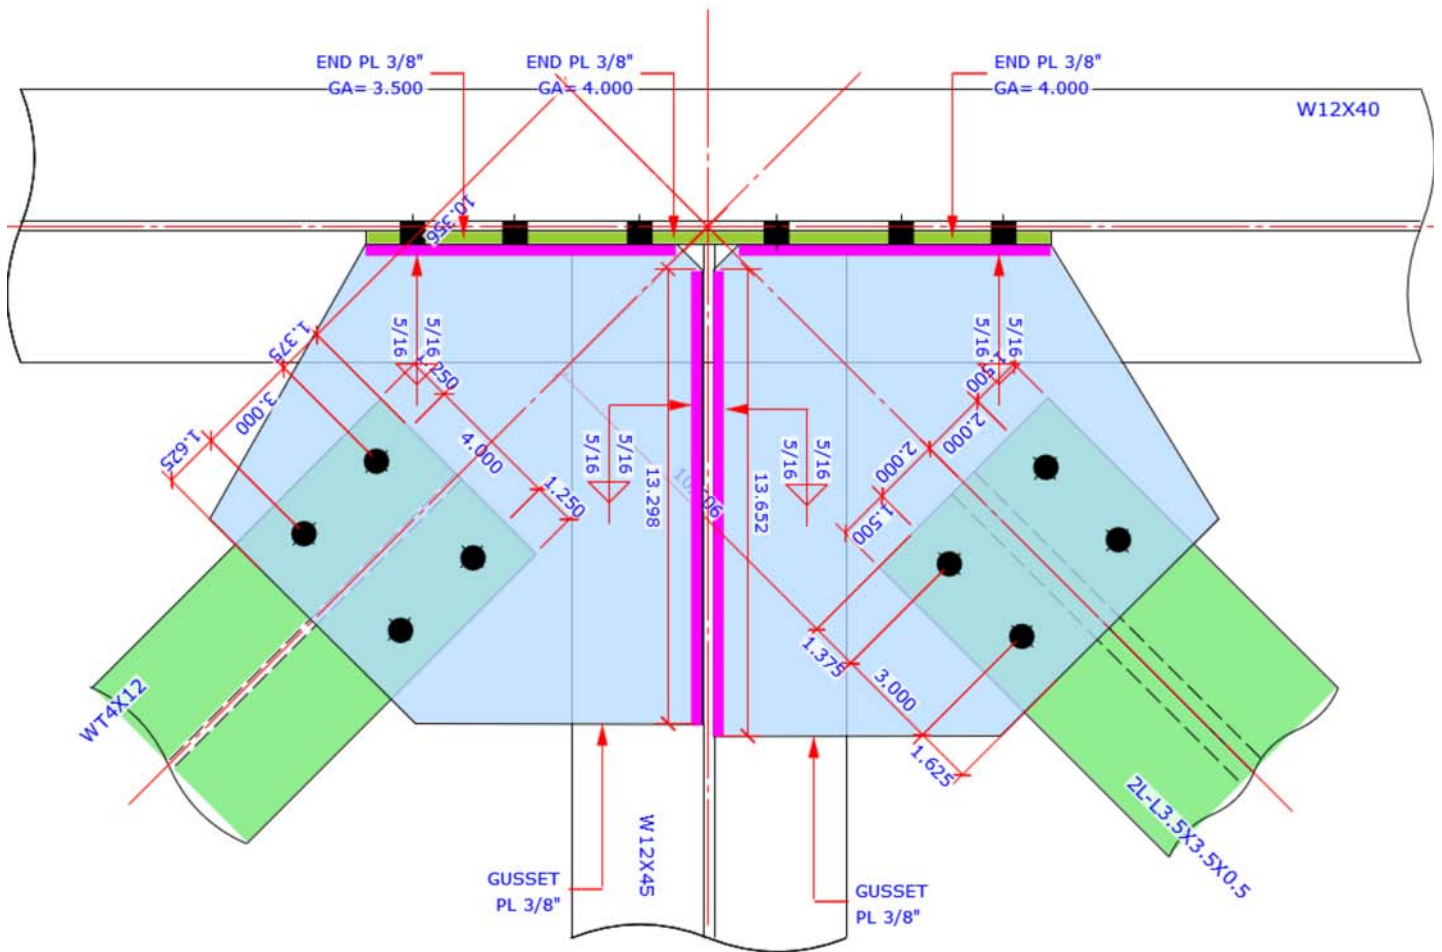 END PL 3/8"
GA= 3.500
END PL 3/8"
GA= 4.000
END PL 3/8"
GA= 4.000
W12X40
10.356
5/16
5/16
5/16
5/16
1.375
3.000
1.625
1.250
4.000
1.250
1.500
2.000
2.000
1.500
5/16
5/16
13.298
13.652
5/16
5/16
1.375
3.000
1.625
WT4X12
2L-L3.5X3.5X0.5
W12X45
GUSSET
PL 3/8"
GUSSET
PL 3/8"